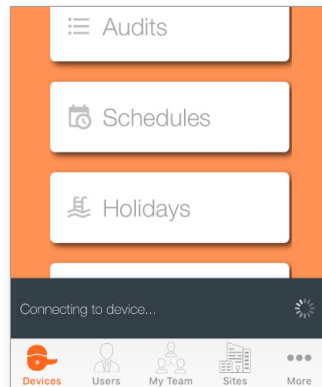 Audits
Schedules
Holidays
Connecting to device...
Devices Users My Team Sites More